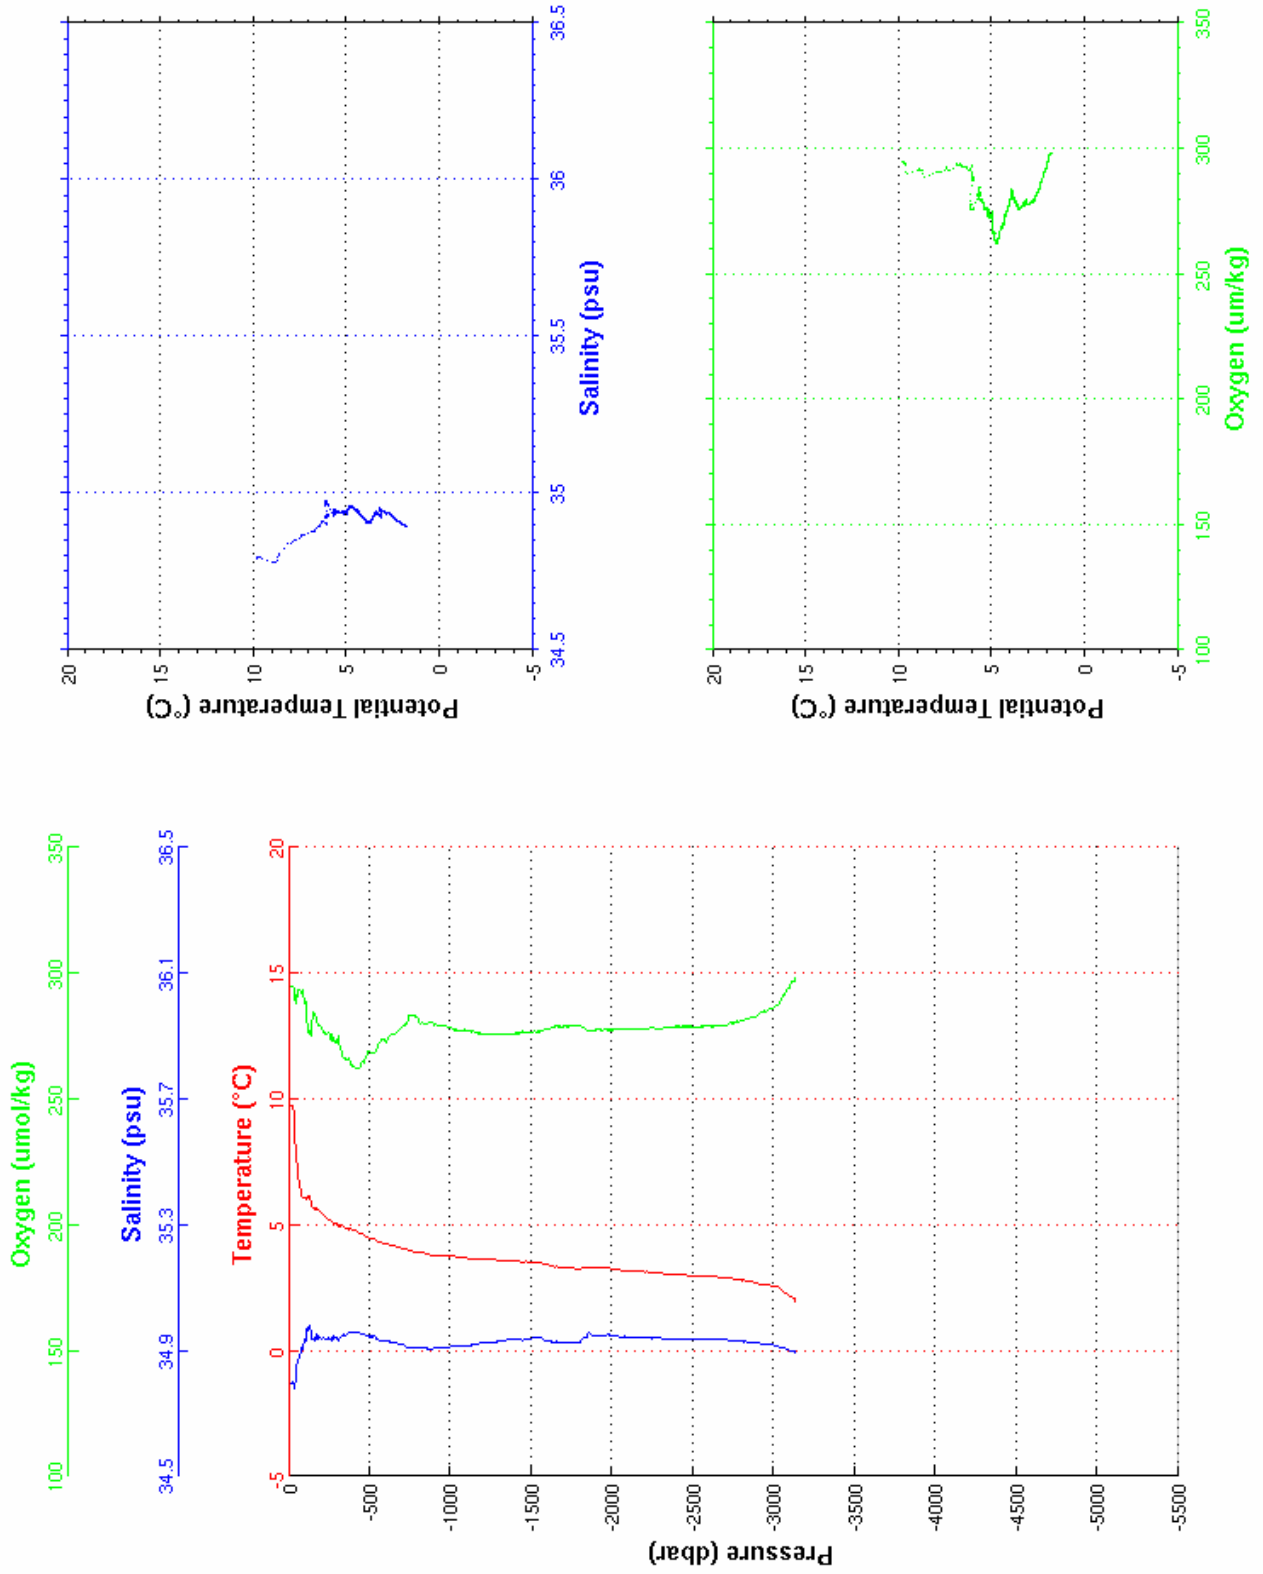 Oxygen (umol/kg)
100 150 200 250 300 350
Salinity (psu)
34.5 34.9 35.3 35.7 36.1 36.5
Temperature (°C)
-5 0 5 10 15 20
Pressure (dbar)
0
-500
-1000
-1500
-2000
-2500
-3000
-3500
-4000
-4500
-5000
-5500
Potential Temperature (°C)
20
15
10
5
0
-5
34.5 35 35.5 36 36.5
Salinity (psu)
Potential Temperature (°C)
20
15
10
5
0
-5
100 150 200 250 300 350
Oxygen (um/kg)